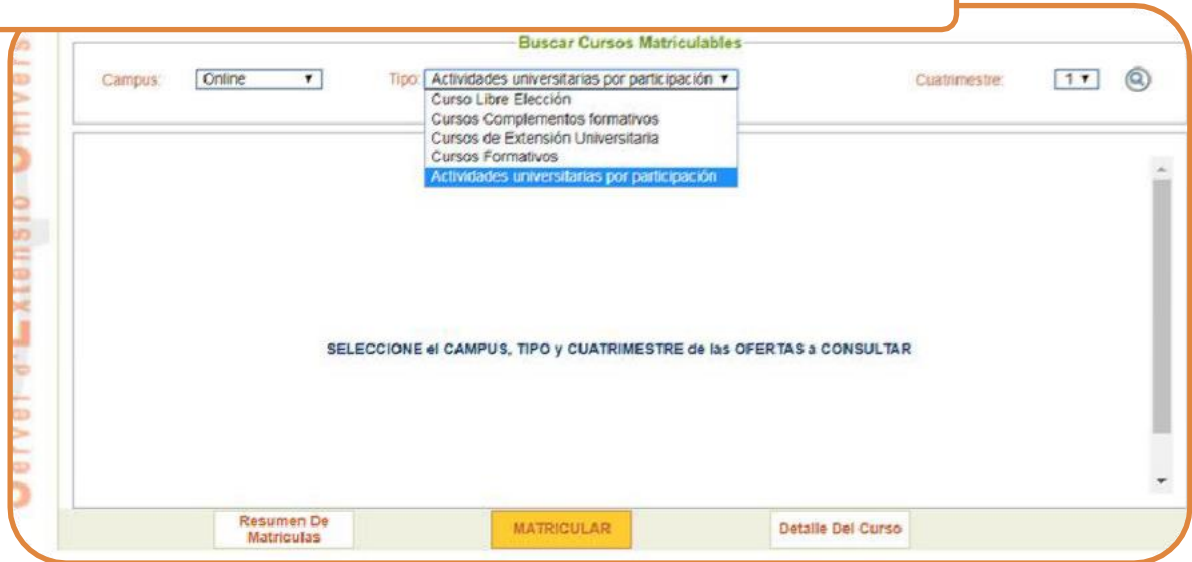 Buscar Cursos Matriculables
Campus: Online Tipo: Actividades universitarias por participación Cuatrimestre: 1
Curso Libre Elección
Cursos Complementos formativos
Cursos de Extensión Universitaria
Cursos Formativos
Actividades universitarias por participación
SELECCIONE el CAMPUS, TIPO y CUATRIMESTRE de las OFERTAS a CONSULTAR
Resumen De
Matriculas
MATRICULAR
Detalle Del Curso
Servei d'Extensió